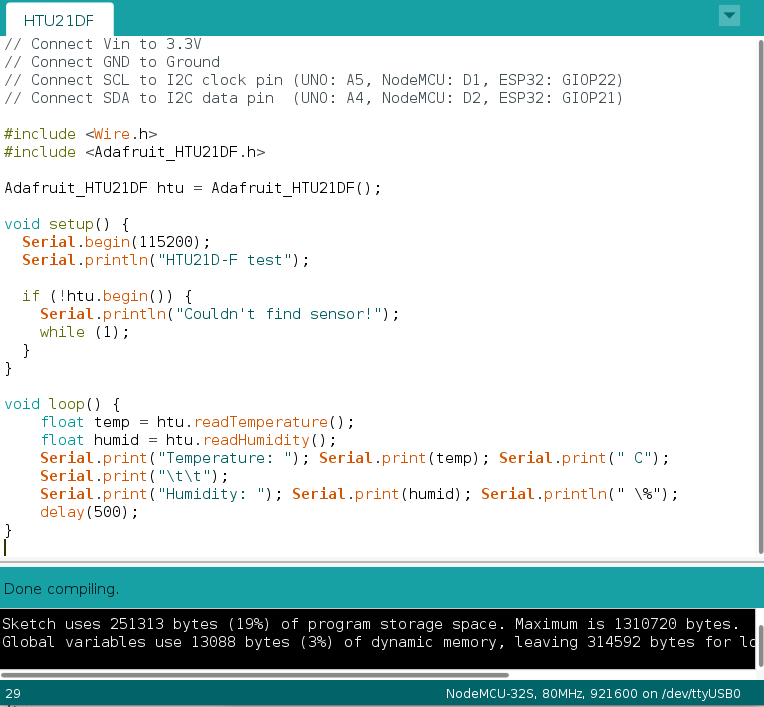 HTU21DF
// Connect Vin to 3.3V
// Connect GND to Ground
// Connect SCL to I2C clock pin (UNO: A5, NodeMCU: D1, ESP32: GIOP22)
// Connect SDA to I2C data pin  (UNO: A4, NodeMCU: D2, ESP32: GIOP21)
#include <Wire.h>
#include <Adafruit_HTU21DF.h>
Adafruit_HTU21DF htu = Adafruit_HTU21DF();
void setup() {
  Serial.begin(115200);
  Serial.println("HTU21D-F test");
  if (!htu.begin()) {
    Serial.println("Couldn't find sensor!");
    while (1);
  }
}
void loop() {
    float temp = htu.readTemperature();
    float humid = htu.readHumidity();
    Serial.print("Temperature: "); Serial.print(temp); Serial.print(" C");
    Serial.print("\t\t");
    Serial.print("Humidity: "); Serial.print(humid); Serial.println(" \%");
    delay(500);
}
Done compiling.
Sketch uses 251313 bytes (19%) of program storage space. Maximum is 1310720 bytes.
Global variables use 13088 bytes (3%) of dynamic memory, leaving 314592 bytes for
29
NodeMCU-32S, 80MHz, 921600 on /dev/ttyUSB0